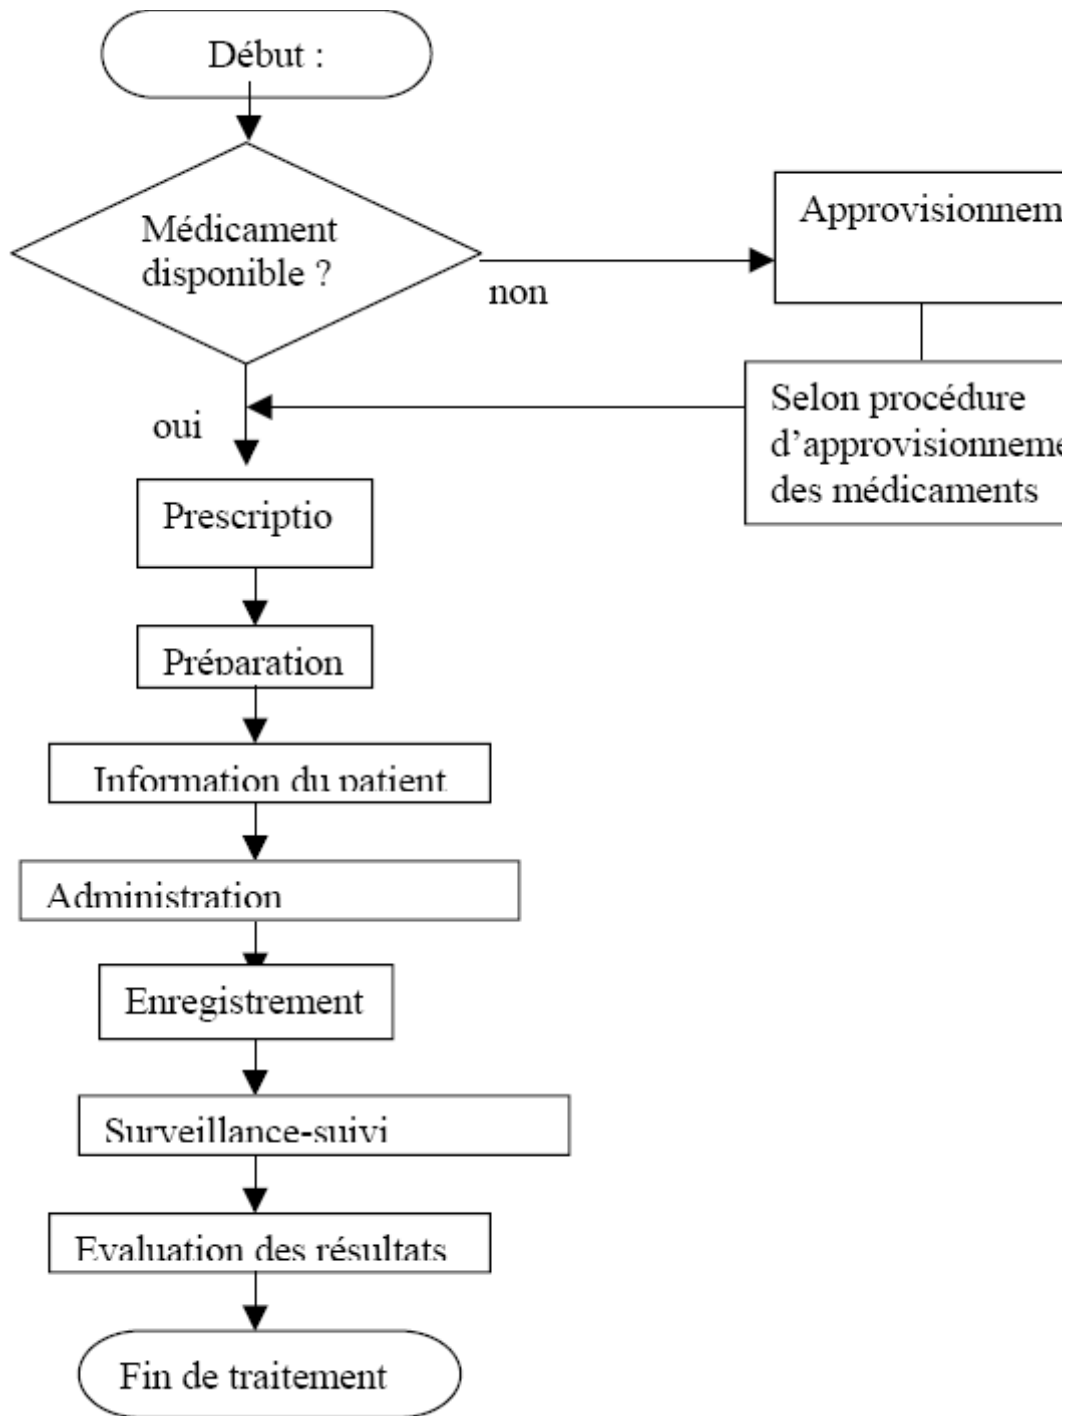 Début :
Médicament
disponible ?
non
Approvisionnem
oui
Selon procédure
d’approvisionneme
des médicaments
Prescriptio
Préparation
Information du patient
Administration
Enregistrement
Surveillance-suivi
Evaluation des résultats
Fin de traitement